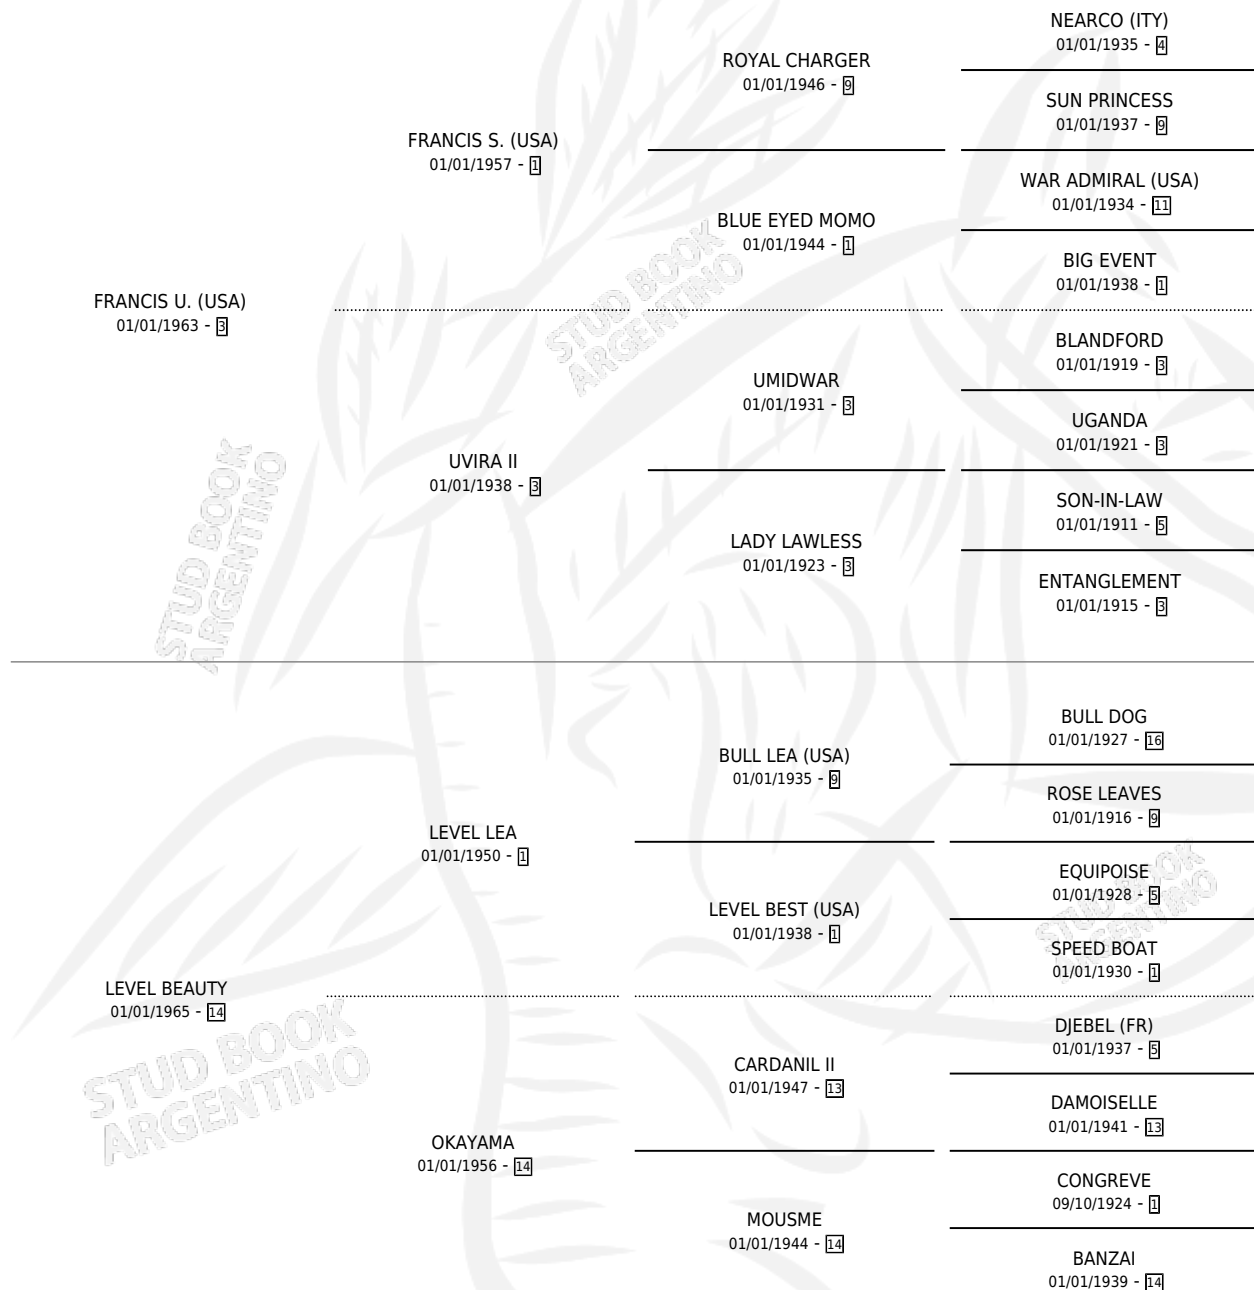 NEARCO (ITY)
01/01/1935 - 4
ROYAL CHARGER
01/01/1946 - 9
SUN PRINCESS
01/01/1937 - 9
FRANCIS S. (USA)
01/01/1957 - 1
WAR ADMIRAL (USA)
01/01/1934 - 11
BLUE EYED MOMO
01/01/1944 - 1
BIG EVENT
01/01/1938 - 1
FRANCIS U. (USA)
01/01/1963 - 3
BLANDFORD
01/01/1919 - 3
UMIDWAR
01/01/1931 - 3
UGANDA
01/01/1921 - 3
UVIRA II
01/01/1938 - 3
SON-IN-LAW
01/01/1911 - 5
LADY LAWLESS
01/01/1923 - 3
ENTANGLEMENT
01/01/1915 - 3
BULL DOG
01/01/1927 - 16
BULL LEA (USA)
01/01/1935 - 9
ROSE LEAVES
01/01/1916 - 9
LEVEL LEA
01/01/1950 - 1
EQUIPOISE
01/01/1928 - 5
LEVEL BEST (USA)
01/01/1938 - 1
SPEED BOAT
01/01/1930 - 1
LEVEL BEAUTY
01/01/1965 - 14
DJEBEL (FR)
01/01/1937 - 5
CARDANIL II
01/01/1947 - 13
DAMOISELLE
01/01/1941 - 13
OKAYAMA
01/01/1956 - 14
CONGREVE
09/10/1924 - 1
MOUSME
01/01/1944 - 14
BANZAI
01/01/1939 - 14
STUD BOOK
ARGENTINO
STUD BOOK
ARGENTINO
STUD BOOK
ARGENTINO
STUD BOOK
ARGENTINO